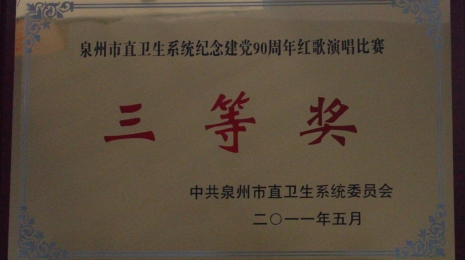 泉州市直卫生系统纪念建党90周年红歌演唱比赛
三等奖
中共泉州市直卫生系统委员会
二〇一一年五月